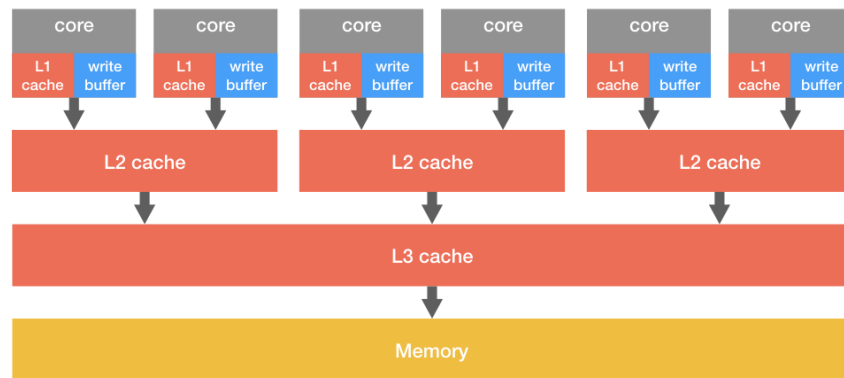 core
core
core
core
core
core
L1
cache
write
buffer
L1
cache
write
buffer
L1
cache
write
buffer
L1
cache
write
buffer
L1
cache
write
buffer
L1
cache
write
buffer
L2 cache
L2 cache
L2 cache
L3 cache
Memory